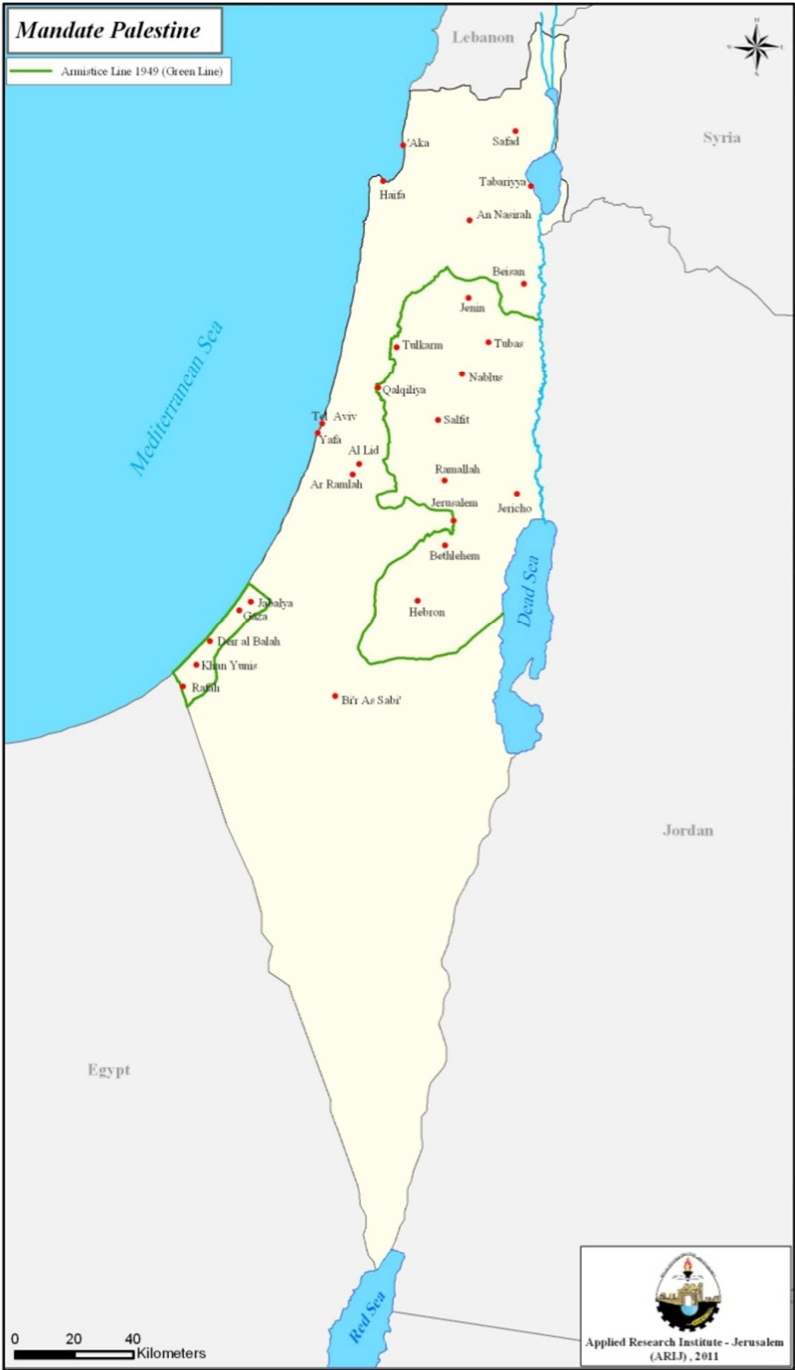 Mandate Palestine
Armistice Line 1949 (Green Line)
Lebanon
Syria
'Aka
Safad
Haifa
Tabariyya
An Nasirah
Beisan
Jenin
Tulkarm
Tubas
Nablus
Qalqiliya
Mediterranean Sea
Tel Aviv
Yafa
Salfit
Al Lid
Ar Ramlah
Ramallah
Jericho
Jerusalem
Bethlehem
Dead Sea
Hebron
Jabalya
Gaza
Deir al Balah
Khan Yunis
Rafah
Bi'r As Sabi'
Jordan
Egypt
Red Sea
0 20 40
Kilometers
Applied Research Institute - Jerusalem
(ARIJ) , 2011